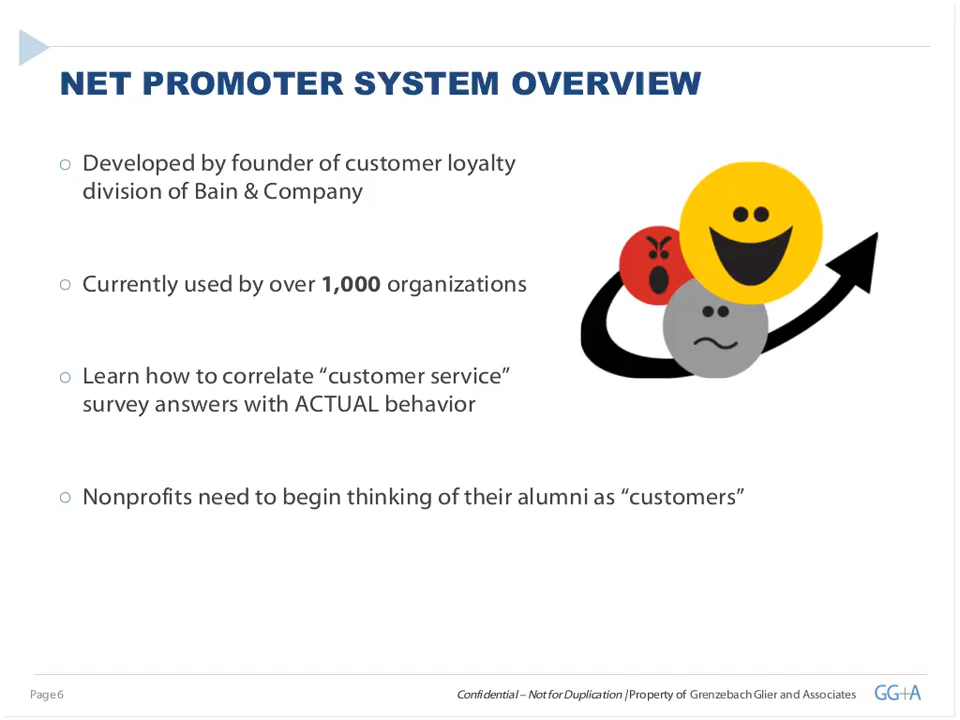 NET PROMOTER SYSTEM OVERVIEW
○ Developed by founder of customer loyalty
division of Bain & Company
○ Currently used by over 1,000 organizations
○ Learn how to correlate “customer service”
survey answers with ACTUAL behavior
○ Nonprofits need to begin thinking of their alumni as “customers”
Page 6
Confidential – Not for Duplication | Property of Grenzebach Glier and Associates
GG+A